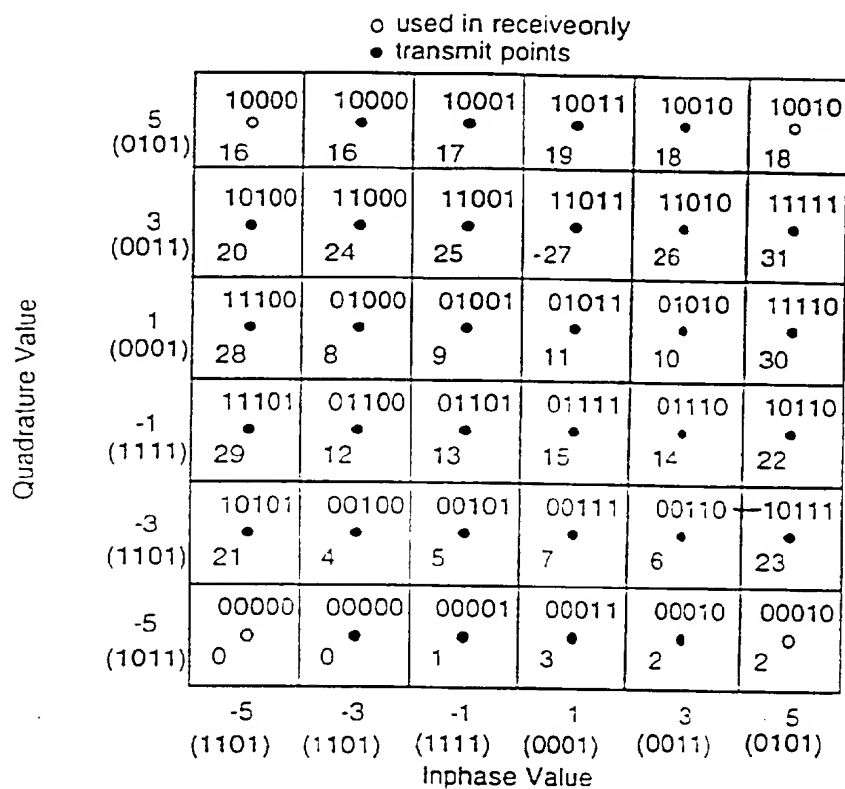 ○ used in receiveonly
● transmit points
5 10000 10000 10001 10011 10010 10010
(0101) 16 16 17 19 18 18
3 10100 11000 11001 11011 11010 11111
(0011) 20 24 25 -27 26 31
1 11100 01000 01001 01011 01010 11110
(0001) 28 8 9 11 10 30
-1 11101 01100 01101 01111 01110 10110
(1111) 29 12 13 15 14 22
-3 10101 00100 00101 00111 00110 10111
(1101) 21 4 5 7 6 23
-5 00000 00000 00001 00011 00010 00010
(1011) 0 0 1 3 2 2
Quadrature Value
-5 -3 -1 1 3 5
(1101) (1101) (1111) (0001) (0011) (0101)
Inphase Value